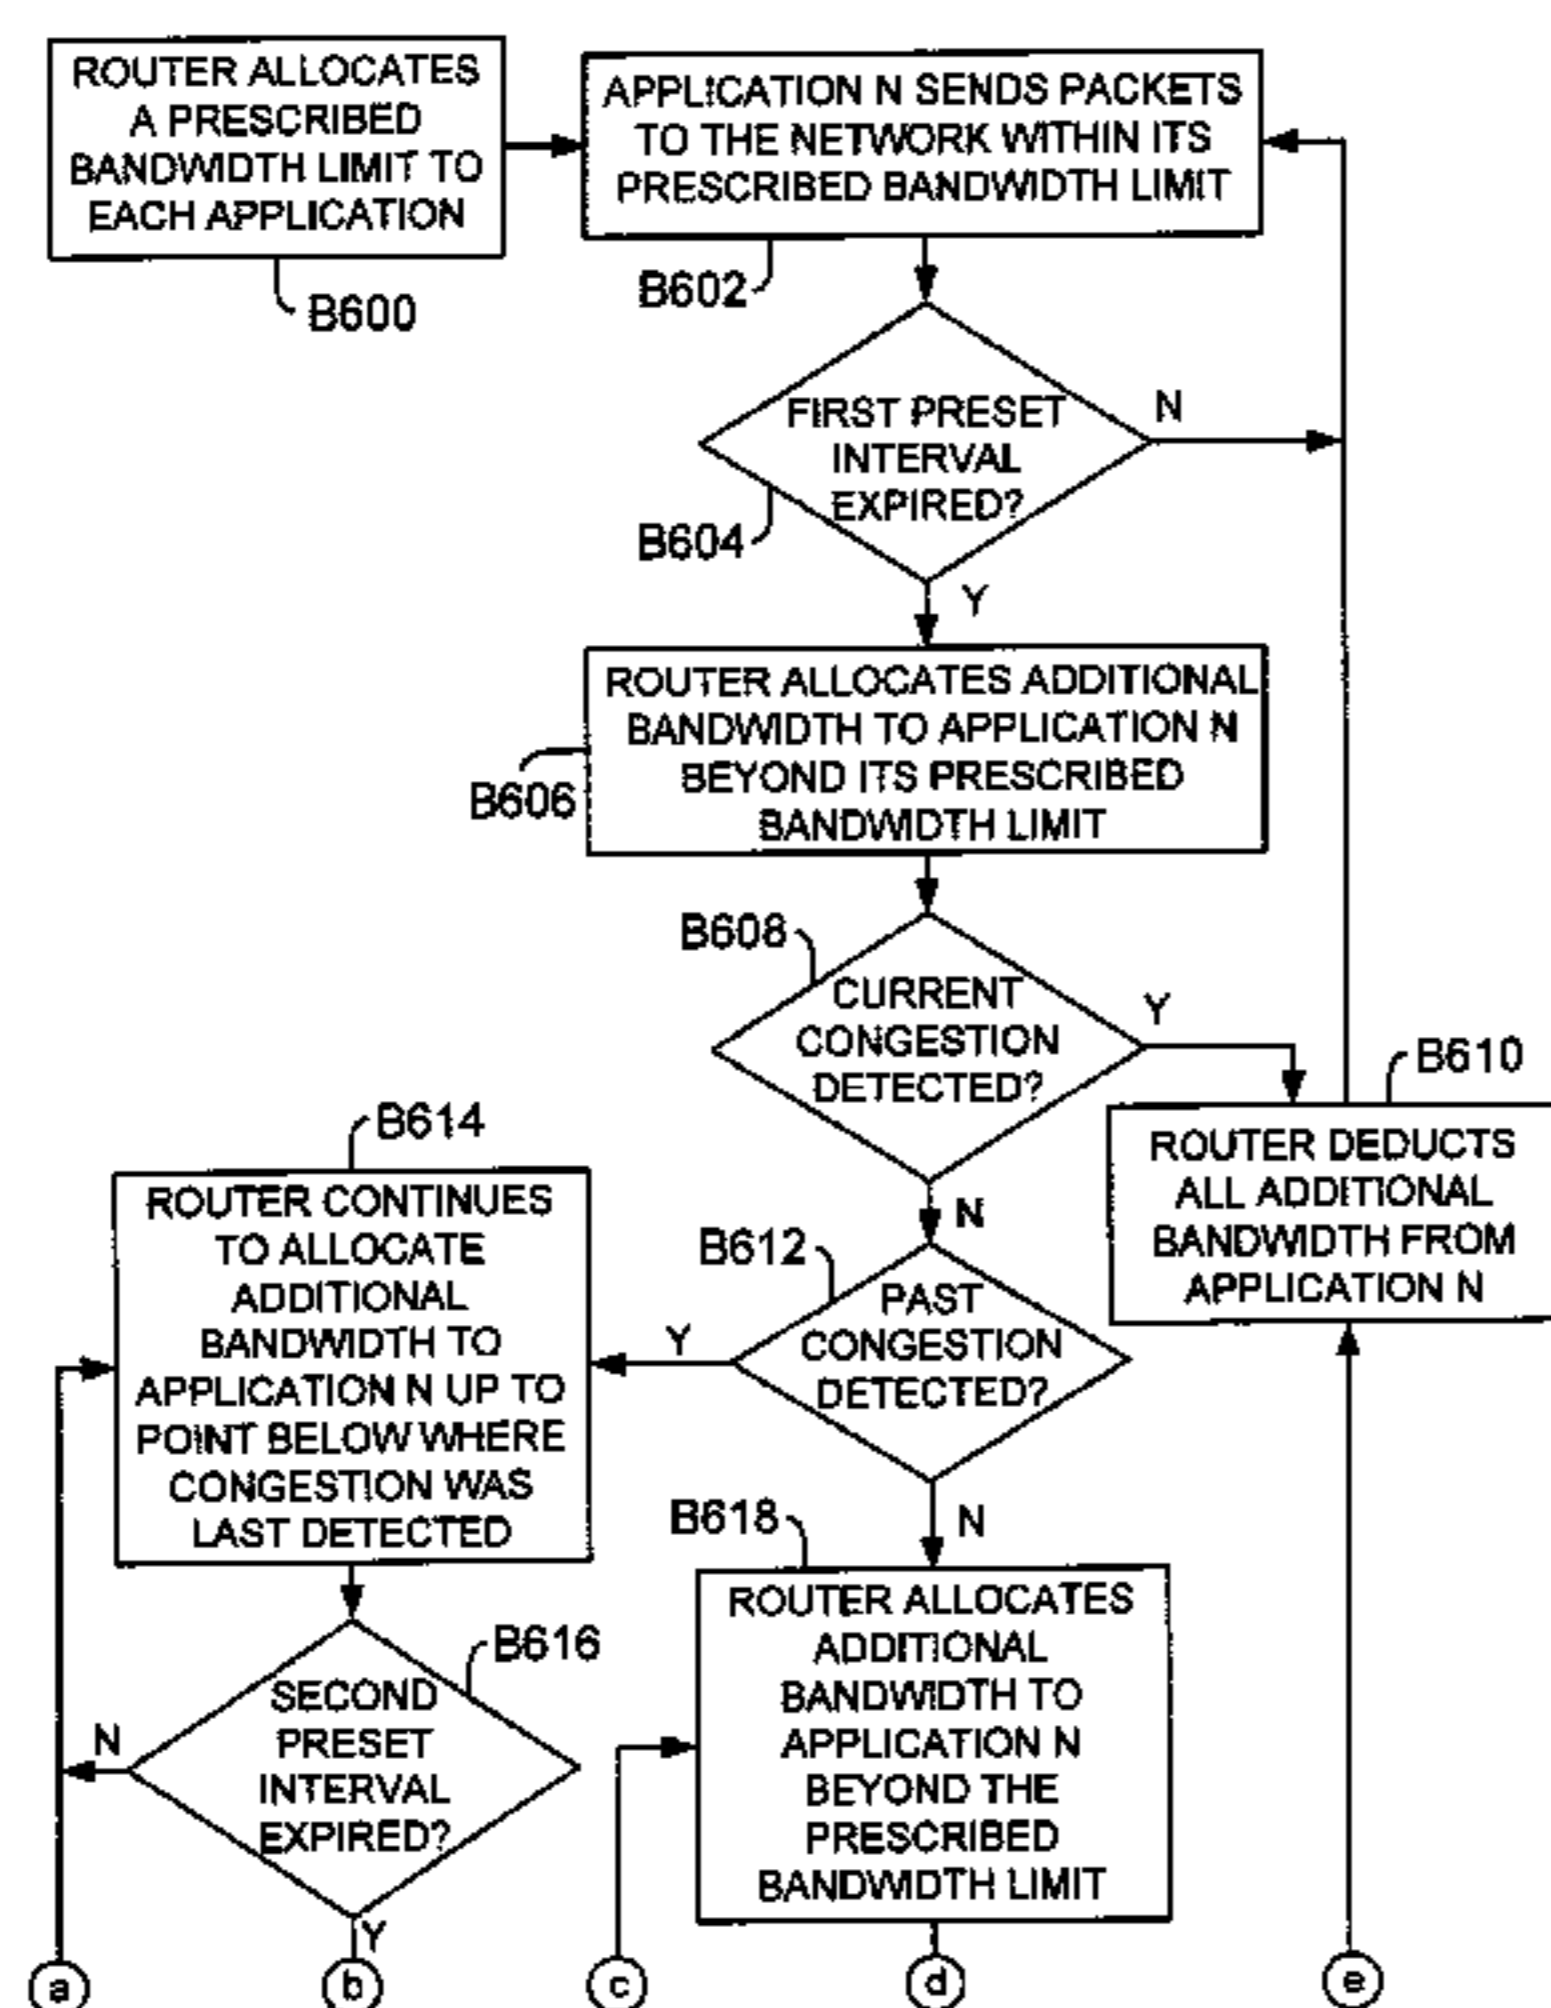 ROUTER ALLOCATES
A PRESCRIBED
BANDWIDTH LIMIT TO
EACH APPLICATION
B600
APPLICATION N SENDS PACKETS
TO THE NETWORK WITHIN ITS
PRESCRIBED BANDWIDTH LIMIT
B602
FIRST PRESET
INTERVAL
EXPIRED?
N
B604
Y
ROUTER ALLOCATES ADDITIONAL
BANDWIDTH TO APPLICATION N
BEYOND ITS PRESCRIBED
BANDWIDTH LIMIT
B606
B608
CURRENT
CONGESTION
DETECTED?
Y
N
B610
ROUTER DEDUCTS
ALL ADDITIONAL
BANDWIDTH FROM
APPLICATION N
B612
PAST
CONGESTION
DETECTED?
Y
N
B614
ROUTER CONTINUES
TO ALLOCATE
ADDITIONAL
BANDWIDTH TO
APPLICATION N UP TO
POINT BELOW WHERE
CONGESTION WAS
LAST DETECTED
B616
SECOND
PRESET
INTERVAL
EXPIRED?
N
Y
B618
ROUTER ALLOCATES
ADDITIONAL
BANDWIDTH TO
APPLICATION N
BEYOND THE
PRESCRIBED
BANDWIDTH LIMIT
a
b
c
d
e